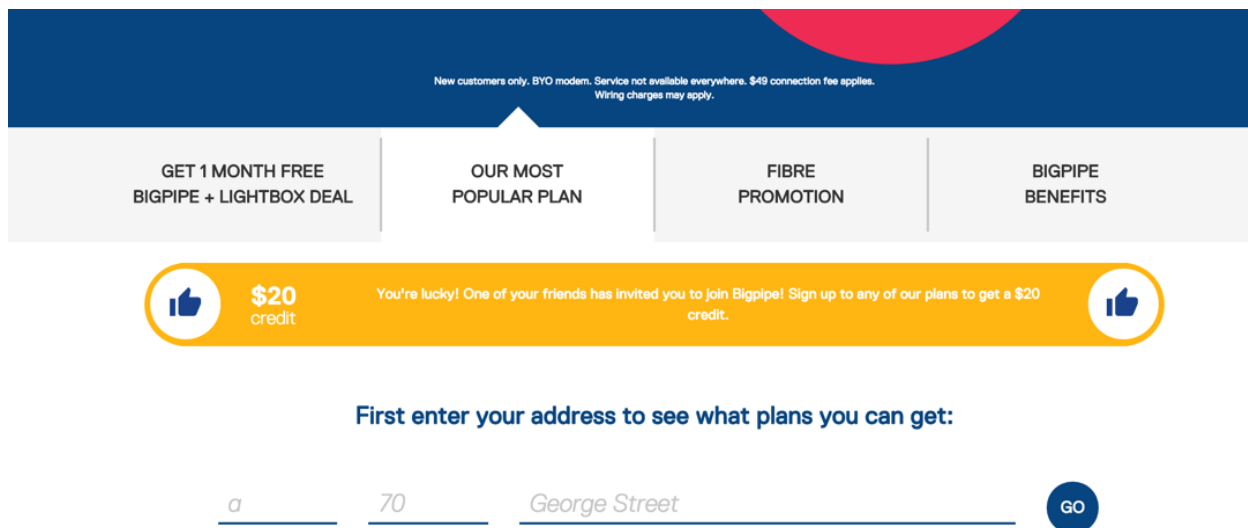 New customers only. BYO modem. Service not available everywhere. $49 connection fee applies.
Wiring charges may apply.
GET 1 MONTH FREE
BIGPIPE + LIGHTBOX DEAL
OUR MOST
POPULAR PLAN
FIBRE
PROMOTION
BIGPIPE
BENEFITS
$20
credit
You're lucky! One of your friends has invited you to join Bigpipe! Sign up to any of our plans to get a $20
credit.
First enter your address to see what plans you can get:
a 70 George Street GO